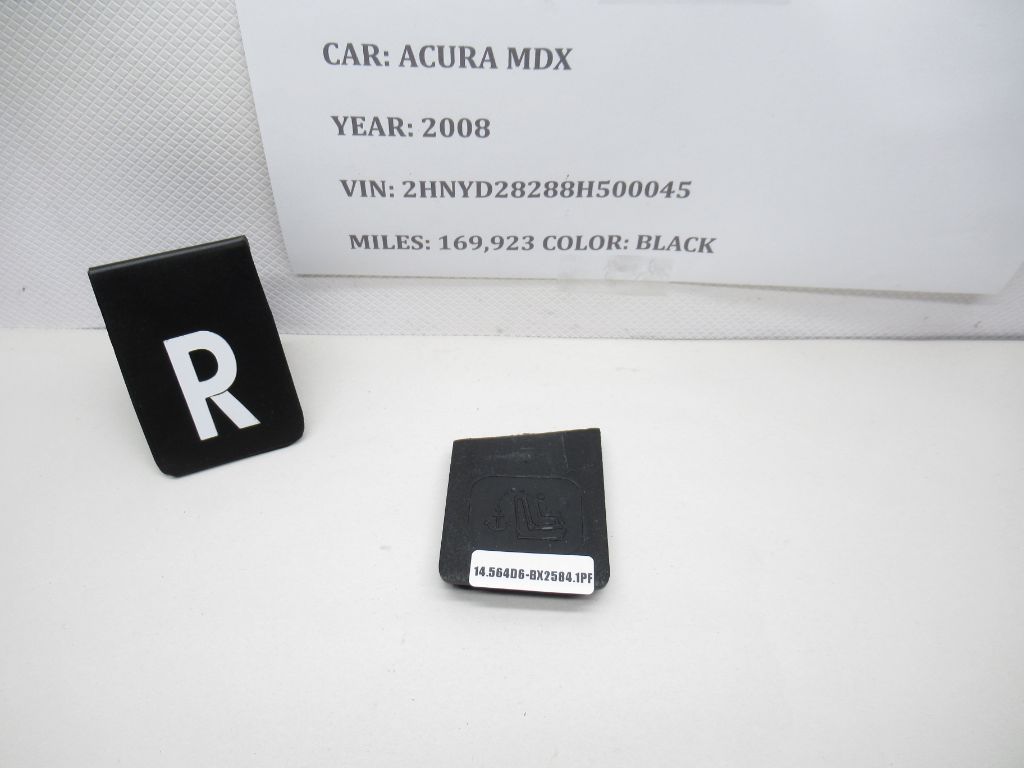 CAR: ACURA MDX
YEAR: 2008
VIN: 2HNYD28288H500045
MILES: 169,923 COLOR: BLACK
R
14.564D6-BX2584.1PF